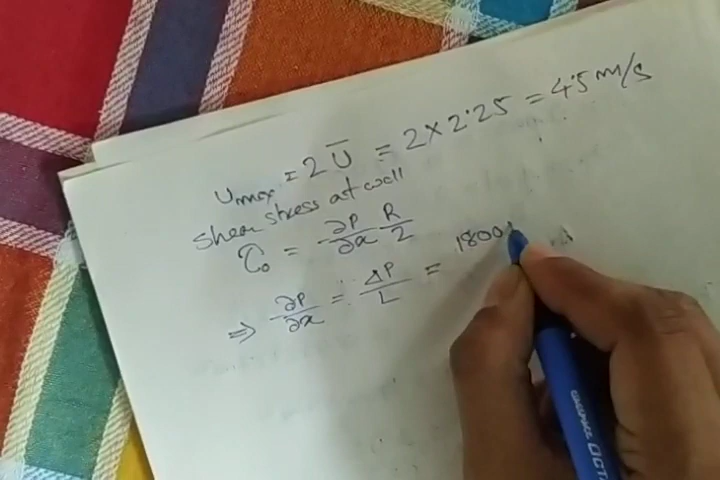 Umax = 2 Ū = 2 × 2.25 = 4.5 m/s
Shear stress at wall
τ₀ = -∂P/∂x R/2
⇒ ∂P/∂x = ΔP/L = 1800